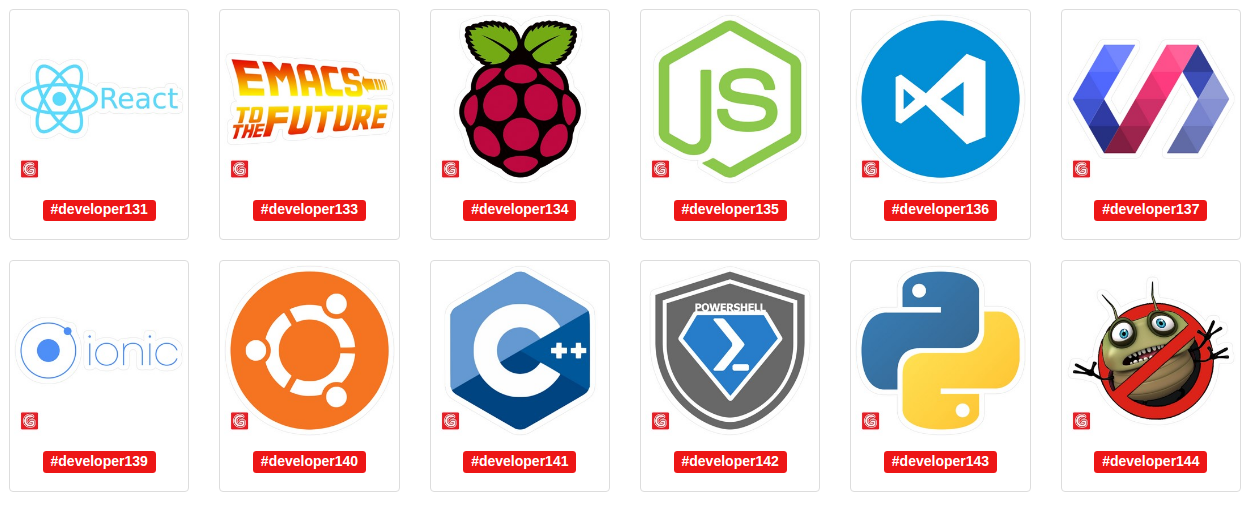 React
EMACS
TO THE FUTURE
JS
#developer131
#developer133
#developer134
#developer135
#developer136
#developer137
ionic
C++
POWERSHELL
#developer139
#developer140
#developer141
#developer142
#developer143
#developer144